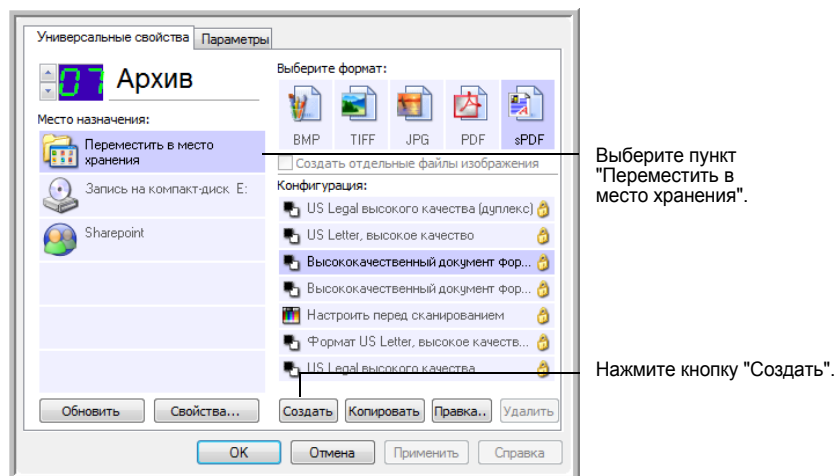 Универсальные свойства
Параметры
07
Архив
Место назначения:
Переместить в место
хранения
Запись на компакт-диск E:
Sharepoint
Выберите формат:
BMP
TIFF
JPG
PDF
sPDF
Создать отдельные файлы изображения
Конфигурация:
US Legal высокого качества (дуплекс)
US Letter, высокое качество
Высококачественный документ фор...
Высококачественный документ фор...
Настроить перед сканированием
Формат US Letter, высокое качеств...
US Legal высокого качества
Обновить
Свойства...
Создать
Копировать
Правка..
Удалить
OK
Отмена
Применить
Справка
Выберите пункт
"Переместить в
место хранения".
Нажмите кнопку "Создать".